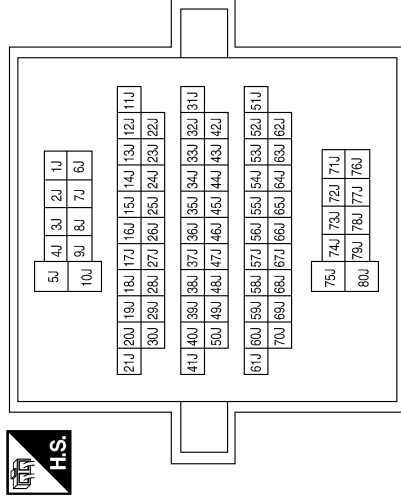 H.S.
5J 4J 3J 2J 1J
10J 9J 8J 7J 6J
21J 20J 19J 18J 17J 16J 15J 14J 13J 12J 11J
30J 29J 28J 27J 26J 25J 24J 23J 22J
41J 40J 39J 38J 37J 36J 35J 34J 33J 32J 31J
50J 49J 48J 47J 46J 45J 44J 43J 42J
61J 60J 59J 58J 57J 56J 55J 54J 53J 52J 51J
70J 69J 68J 67J 66J 65J 64J 63J 62J
75J 74J 73J 72J 71J
80J 79J 78J 77J 76J